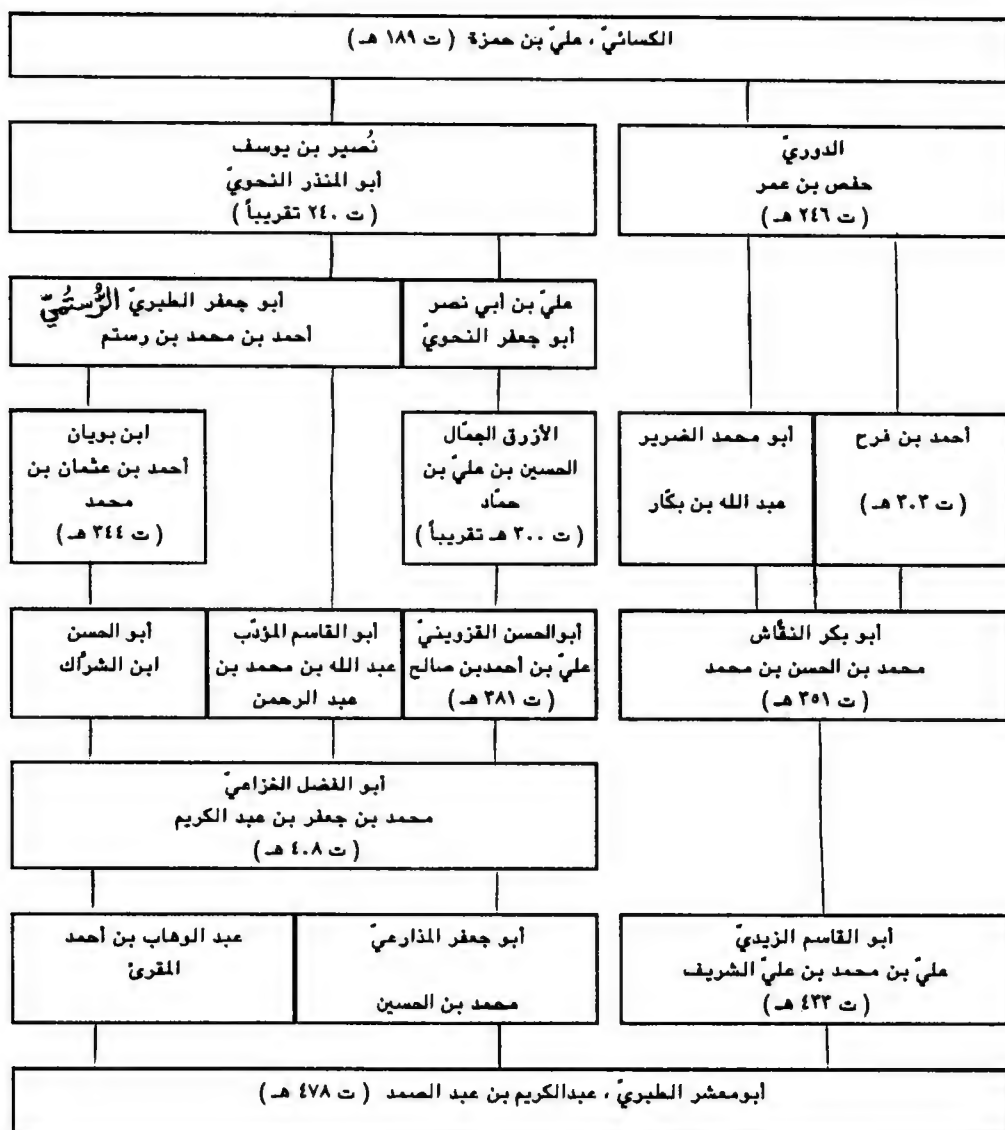 الكسائيّ ، عليّ بن حمزة ( ت ١٨٩ هـ )
الدوريّ
حفص بن عمر
( ت ٢٤٦ هـ )
نُصير بن يوسف
أبو المنذر النحويّ
( ت ٢٤٠ تقريباً )
عليّ بن أبي نصر
أبو جعفر النحويّ
أبو جعفر الطبريّ الرُّستُميّ
أحمد بن محمد بن رستم
أحمد بن فرح
( ت ٣٠٣ هـ )
أبو محمد الضرير
عبد الله بن بكّار
الأزرق الجمّال
الحسين بن عليّ بن
حمّاد
( ت ٣٠٠ هـ تقريباً )
ابن بويان
أحمد بن عثمان بن
محمد
( ت ٣٤٤ هـ )
أبو بكر النقّاش
محمد بن الحسن بن محمد
( ت ٣٥١ هـ )
أبوالحسن القزوينيّ
عليّ بن أحمدبن صالح
( ت ٣٨١ هـ )
أبو القاسم المؤدّب
عبد الله بن محمد بن
عبد الرحمن
أبو الحسن
ابن الشرّاك
أبو الفضل الخزاعيّ
محمد بن جعفر بن عبد الكريم
( ت ٤٠٨ هـ )
أبو القاسم الزيديّ
عليّ بن محمد بن عليّ الشريف
( ت ٤٣٣ هـ )
أبو جعفر المذارعيّ
محمد بن الحسين
عبد الوهاب بن أحمد
المقرئ
أبومعشر الطبريّ ، عبدالكريم بن عبد الصمد ( ت ٤٧٨ هـ )